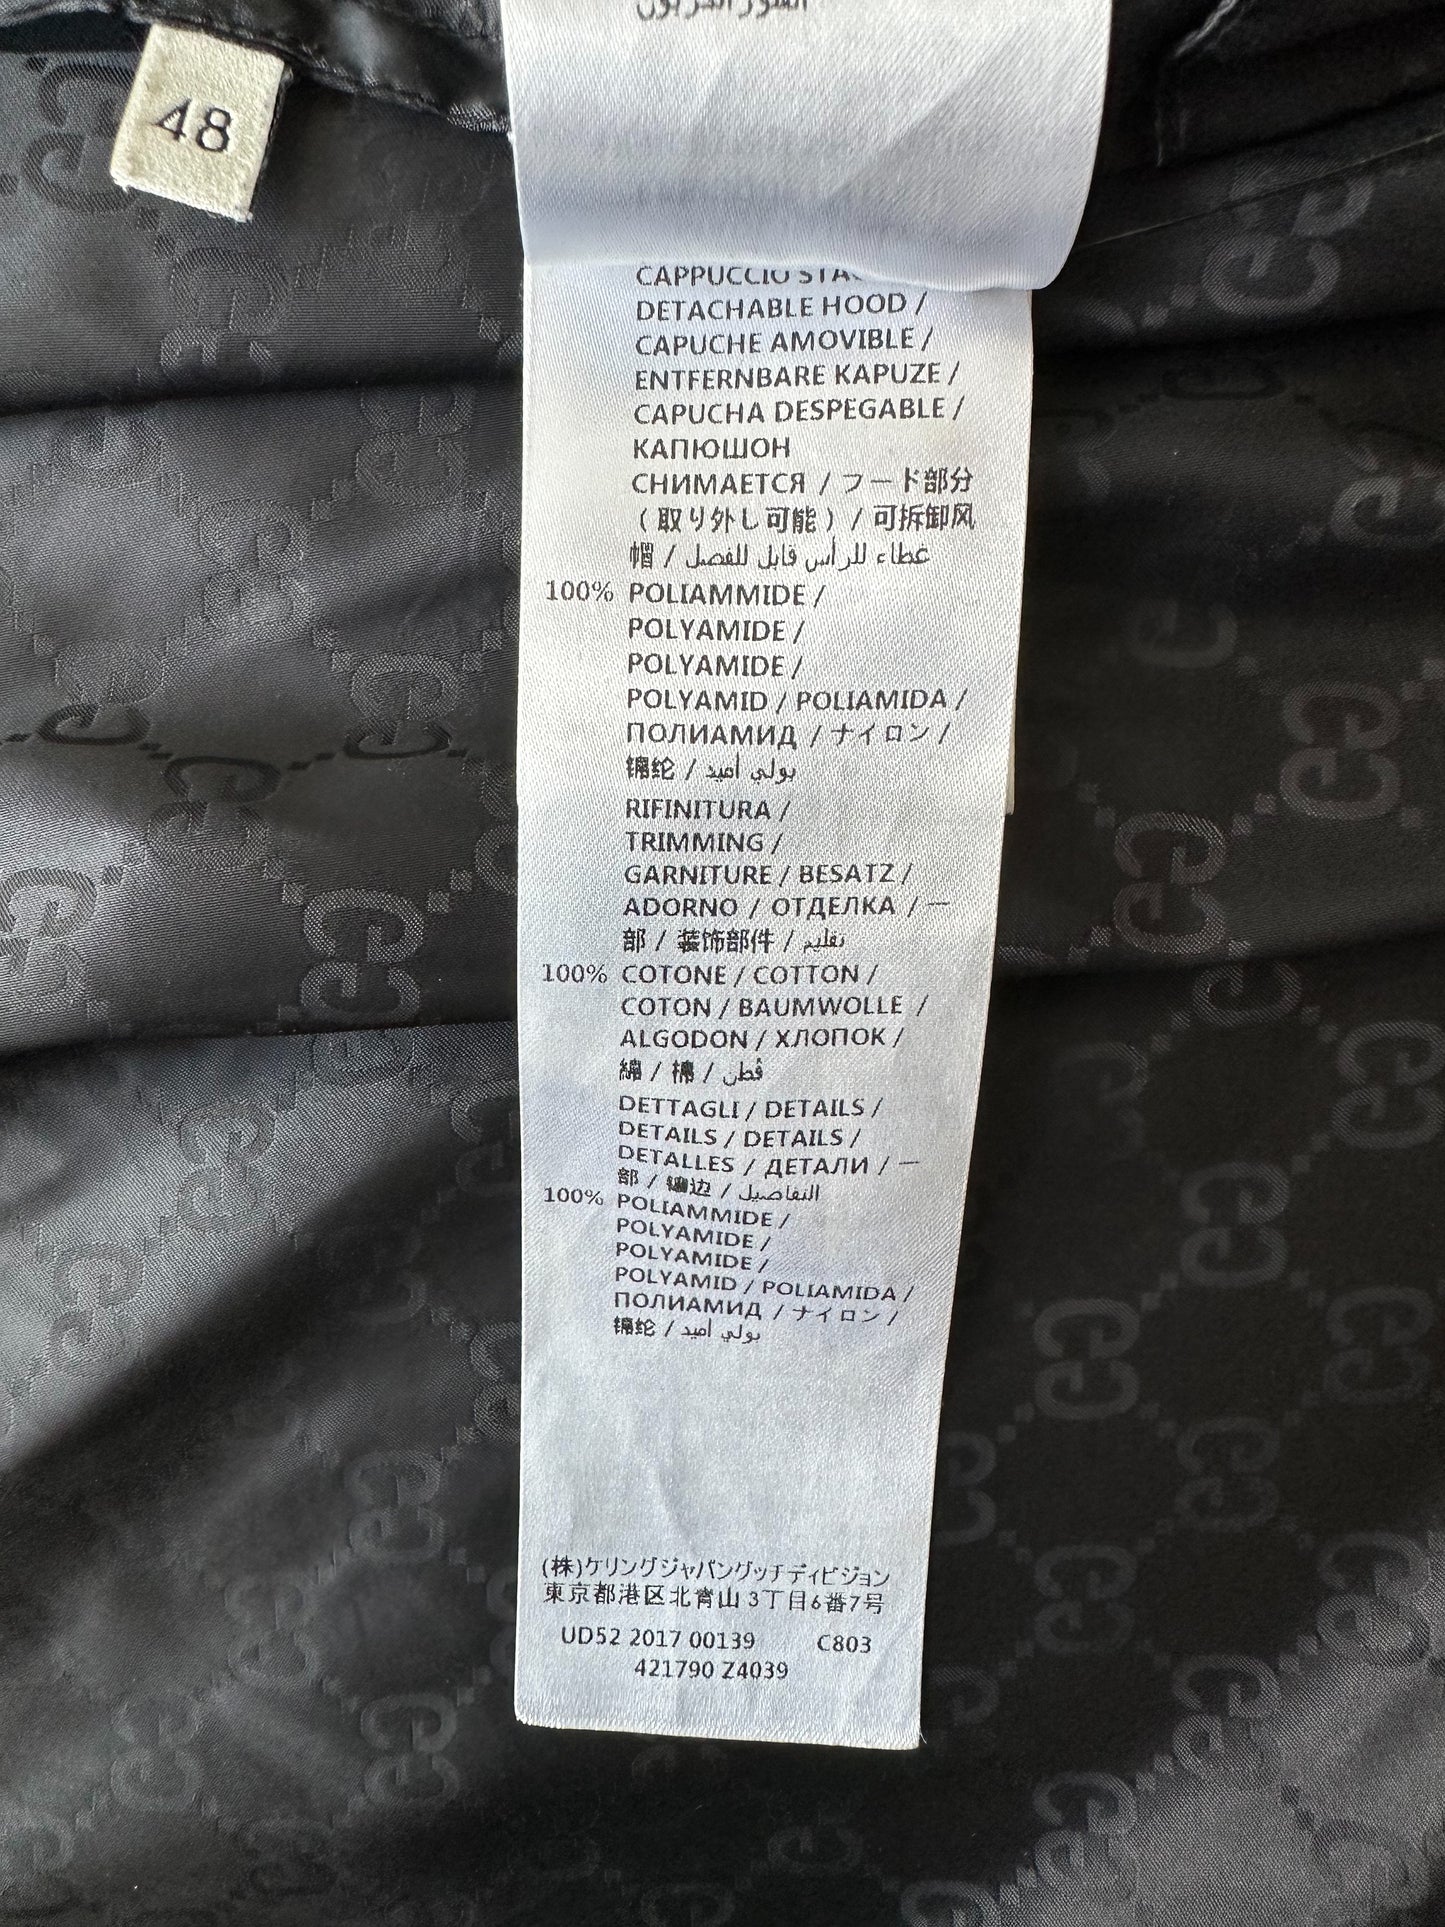 48
CAPPUCCIO
DETACHABLE HOOD /
CAPUCHE AMOVIBLE /
ENTFERNBARE KAPUZE /
CAPUCHA DESPEGABLE /
КАПЮШОН
СНИМАЕТСЯ / フード部分
（取り外し可能）/ 可拆卸风
帽 / غطاء للرأس قابل للفصل
100% POLIAMMIDE /
POLYAMIDE /
POLYAMIDE /
POLYAMID / POLIAMIDA /
ПОЛИАМИД / ナイロン /
锦纶 / بولي أميد
RIFINITURA /
TRIMMING /
GARNITURE / BESATZ /
ADORNO / ОТДЕЛКА / 一
部 / 装饰部件 / تقليم
100% COTONE / COTTON /
COTON / BAUMWOLLE /
ALGODON / ХЛОПОК /
綿 / 棉 / قطن
DETTAGLI / DETAILS /
DETAILS / DETAILS /
DETALLES / ДЕТАЛИ / 一
部 / 镶边 / التفاصيل
100% POLIAMMIDE /
POLYAMIDE /
POLYAMIDE /
POLYAMID / POLIAMIDA /
ПОЛИАМИД / ナイロン /
锦纶 / بولي أميد
(株)ケリングジャパングッチ ディビジョン
東京都港区北青山 3丁目6番7号
UD52 2017 00139 C803
421790 Z4039